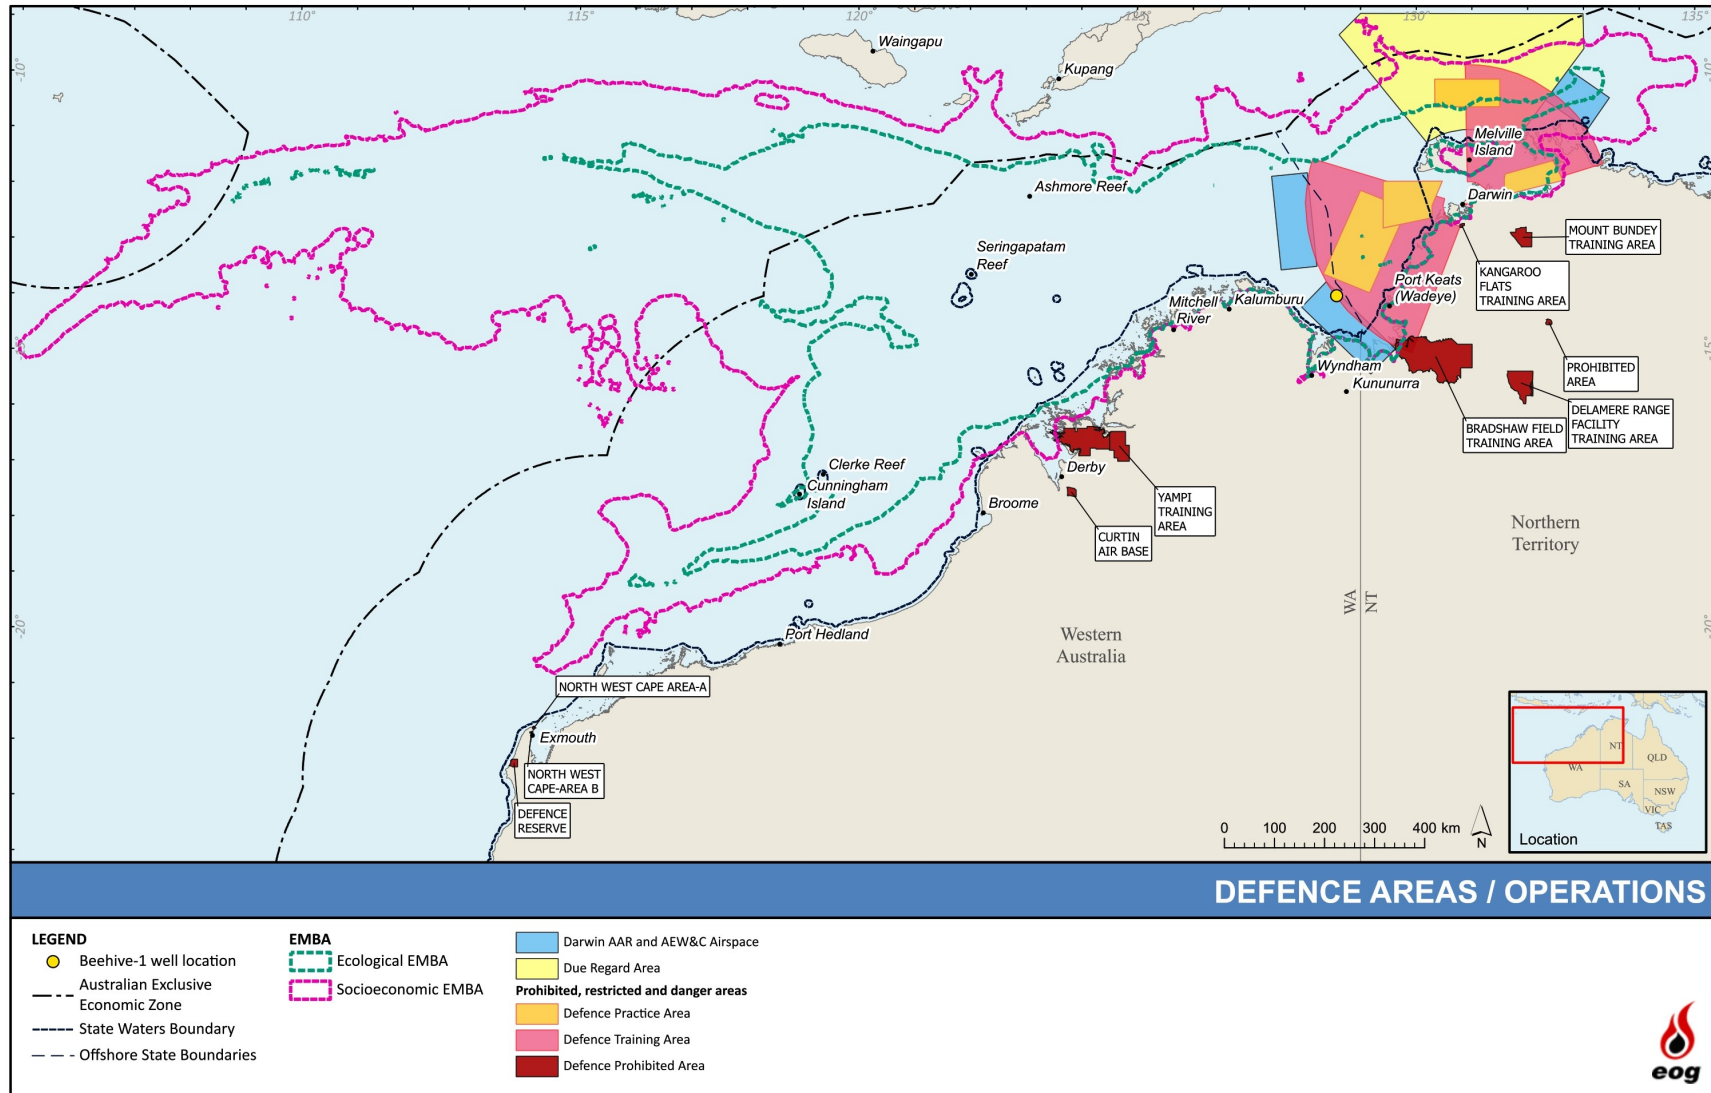 110°
115°
120°
125°
130°
135°
-10°
-10°
-15°
-15°
-20°
-20°
Waingapu
Kupang
Ashmore Reef
Seringapatam
Reef
Melville
Island
Darwin
MOUNT BUNDEY
TRAINING AREA
KANGAROO
FLATS
TRAINING AREA
Port Keats
(Wadeye)
Mitchell
River
Kalumburu
Wyndham
Kununurra
PROHIBITED
AREA
DELAMERE RANGE
FACILITY
TRAINING AREA
BRADSHAW FIELD
TRAINING AREA
Clerke Reef
Cunningham
Island
Derby
Broome
YAMPI
TRAINING
AREA
CURTIN
AIR BASE
Northern
Territory
WA
NT
Western
Australia
Port Hedland
NORTH WEST CAPE AREA-A
Exmouth
NORTH WEST
CAPE-AREA B
DEFENCE
RESERVE
0 100 200 300 400 km
N
NT
QLD
WA
SA
NSW
VIC
TAS
Location
DEFENCE AREAS / OPERATIONS
LEGEND
Beehive-1 well location
Australian Exclusive
Economic Zone
State Waters Boundary
Offshore State Boundaries
EMBA
Ecological EMBA
Socioeconomic EMBA
Darwin AAR and AEW&C Airspace
Due Regard Area
Prohibited, restricted and danger areas
Defence Practice Area
Defence Training Area
Defence Prohibited Area
eog